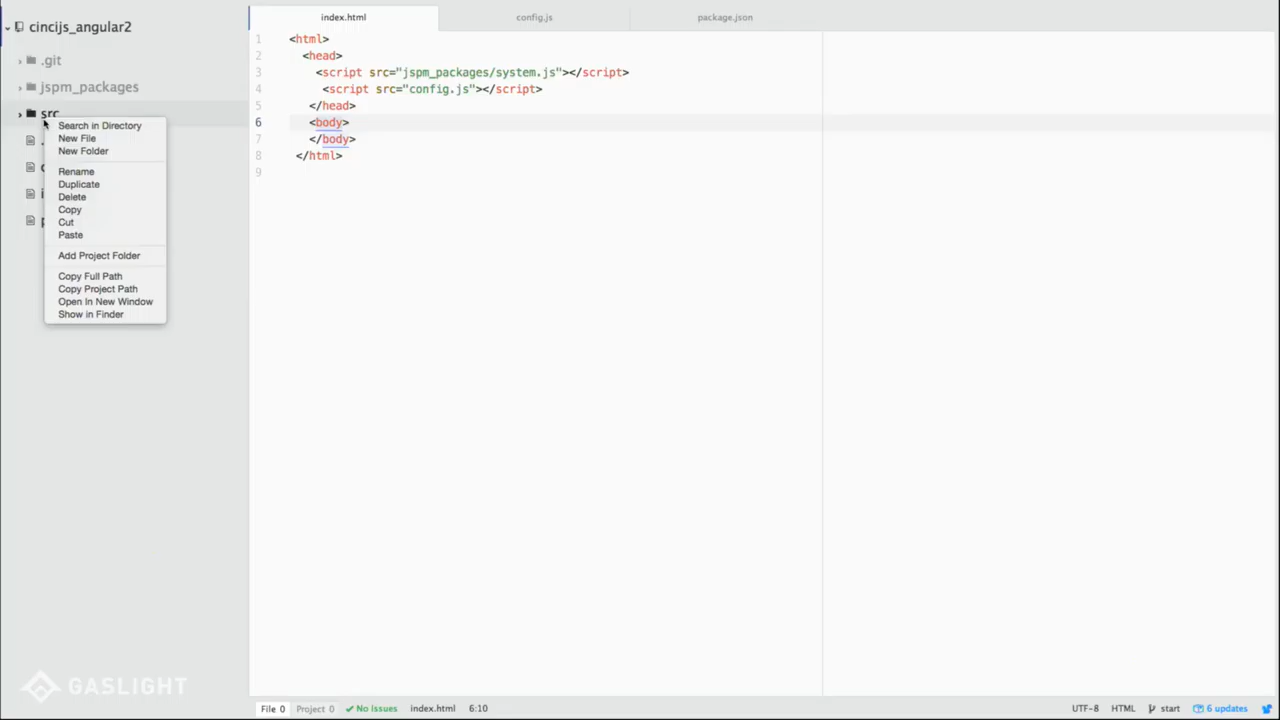 cincijs_angular2
.git
jspm_packages
src
Search in Directory
New File
New Folder
Rename
Duplicate
Delete
Copy
Cut
Paste
Add Project Folder
Copy Full Path
Copy Project Path
Open In New Window
Show in Finder
index.html config.js package.json
1 <html>
2 <head>
3 <script src="jspm_packages/system.js"></script>
4 <script src="config.js"></script>
5 </head>
6 <body>
7 </body>
8 </html>
9
GASLIGHT
File 0 Project 0 No Issues index.html 6:10 UTF-8 HTML start 6 updates